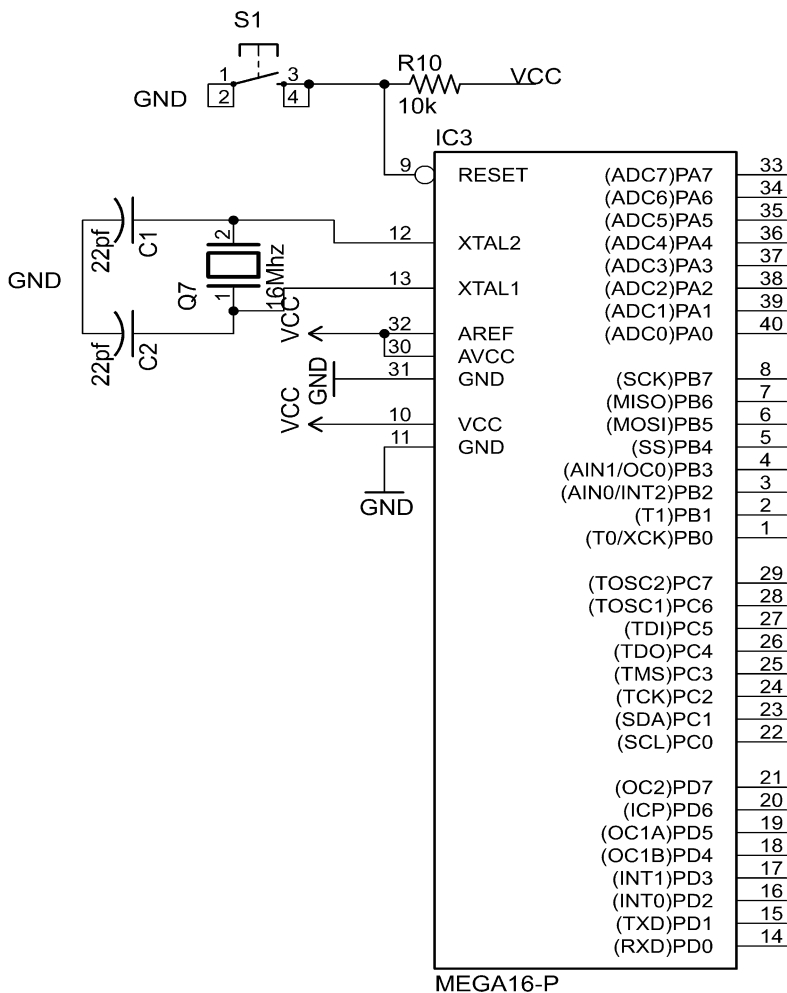 S1
1 3
2 4
GND
R10
10k
VCC
IC3
9 RESET (ADC7)PA7 33
(ADC6)PA6 34
(ADC5)PA5 35
12 XTAL2 (ADC4)PA4 36
(ADC3)PA3 37
13 XTAL1 (ADC2)PA2 38
(ADC1)PA1 39
32 AREF (ADC0)PA0 40
30 AVCC
31 GND (SCK)PB7 8
(MISO)PB6 7
10 VCC (MOSI)PB5 6
11 GND (SS)PB4 5
(AIN1/OC0)PB3 4
(AIN0/INT2)PB2 3
(T1)PB1 2
(T0/XCK)PB0 1
(TOSC2)PC7 29
(TOSC1)PC6 28
(TDI)PC5 27
(TDO)PC4 26
(TMS)PC3 25
(TCK)PC2 24
(SDA)PC1 23
(SCL)PC0 22
(OC2)PD7 21
(ICP)PD6 20
(OC1A)PD5 19
(OC1B)PD4 18
(INT1)PD3 17
(INT0)PD2 16
(TXD)PD1 15
(RXD)PD0 14
MEGA16-P
GND
22pf
C1
22pf
C2
Q7
2
1
16Mhz
VCC
GND
VCC
GND